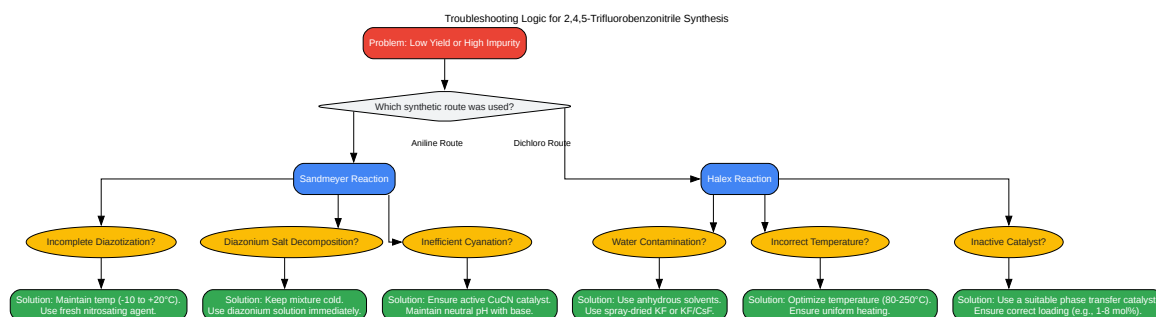 Troubleshooting Logic for 2,4,5-Trifluorobenzonitrile Synthesis
Problem: Low Yield or High Impurity
Which synthetic route was used?
Aniline Route
Dichloro Route
Sandmeyer Reaction
Halex Reaction
Incomplete Diazotization?
Diazonium Salt Decomposition?
Inefficient Cyanation?
Water Contamination?
Incorrect Temperature?
Inactive Catalyst?
Solution: Maintain temp (-10 to +20°C).
Use fresh nitrosating agent.
Solution: Keep mixture cold.
Use diazonium solution immediately.
Solution: Ensure active CuCN catalyst.
Maintain neutral pH with base.
Solution: Use anhydrous solvents.
Use spray-dried KF or KF/CsF.
Solution: Optimize temperature (80-250°C).
Ensure uniform heating.
Solution: Use a suitable phase transfer catalyst.
Ensure correct loading (e.g., 1-8 mol%).